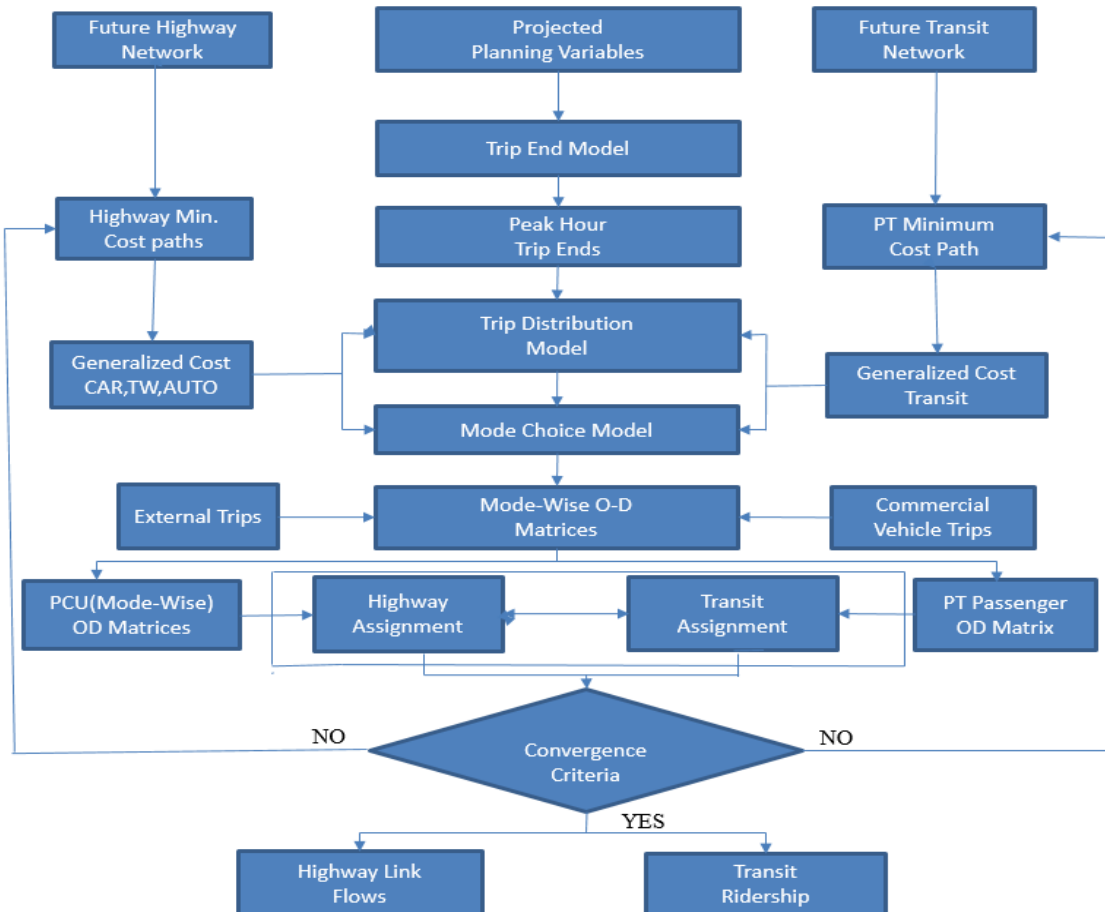 Future Highway
Network
Projected
Planning Variables
Future Transit
Network
Trip End Model
Highway Min.
Cost paths
Peak Hour
Trip Ends
PT Minimum
Cost Path
Generalized Cost
CAR,TW,AUTO
Trip Distribution
Model
Generalized Cost
Transit
Mode Choice Model
External Trips
Mode-Wise O-D
Matrices
Commercial
Vehicle Trips
PCU(Mode-Wise)
OD Matrices
Highway
Assignment
Transit
Assignment
PT Passenger
OD Matrix
NO
Convergence
Criteria
NO
YES
Highway Link
Flows
Transit
Ridership